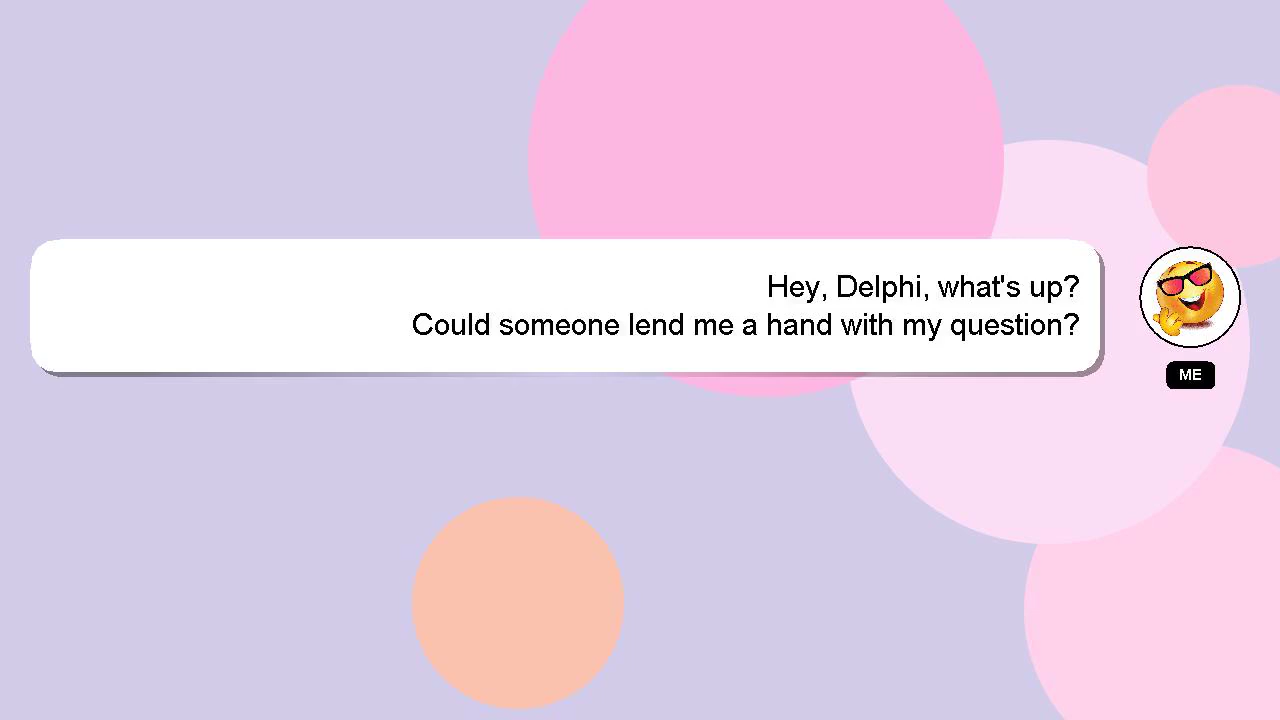 Hey, Delphi, what's up?
Could someone lend me a hand with my question?
ME